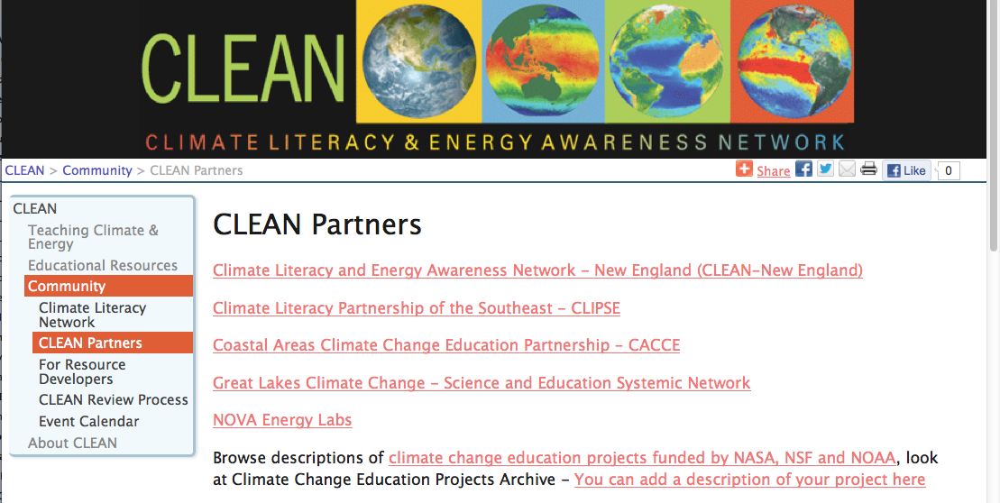 CLEAN
CLIMATE LITERACY & ENERGY AWARENESS NETWORK
CLEAN > Community > CLEAN Partners
Share
Like
0
CLEAN
Teaching Climate &
Energy
Educational Resources
Community
Climate Literacy
Network
CLEAN Partners
For Resource
Developers
CLEAN Review Process
Event Calendar
About CLEAN
CLEAN Partners
Climate Literacy and Energy Awareness Network - New England (CLEAN-New England)
Climate Literacy Partnership of the Southeast - CLIPSE
Coastal Areas Climate Change Education Partnership - CACCE
Great Lakes Climate Change - Science and Education Systemic Network
NOVA Energy Labs
Browse descriptions of climate change education projects funded by NASA, NSF and NOAA, look
at Climate Change Education Projects Archive - You can add a description of your project here